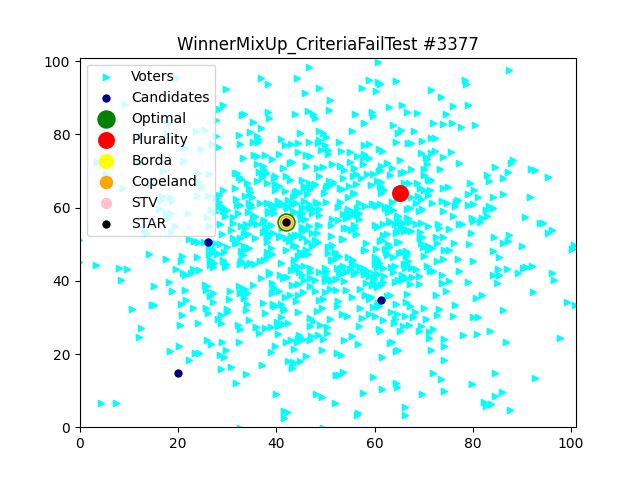 WinnerMixUp_CriteriaFailTest #3377
Voters
Candidates
Optimal
Plurality
Borda
Copeland
STV
STAR
100
80
60
40
20
0
0 20 40 60 80 100